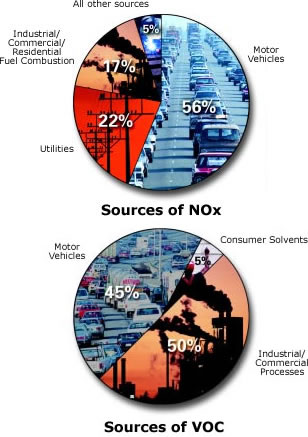 All other sources
5%
Industrial/
Commercial/
Residential
Fuel Combustion
17%
Motor
Vehicles
56%
22%
Utilities
Sources of NOx
Motor
Vehicles
Consumer Solvents
5%
45%
50%
Industrial/
Commercial
Processes
Sources of VOC